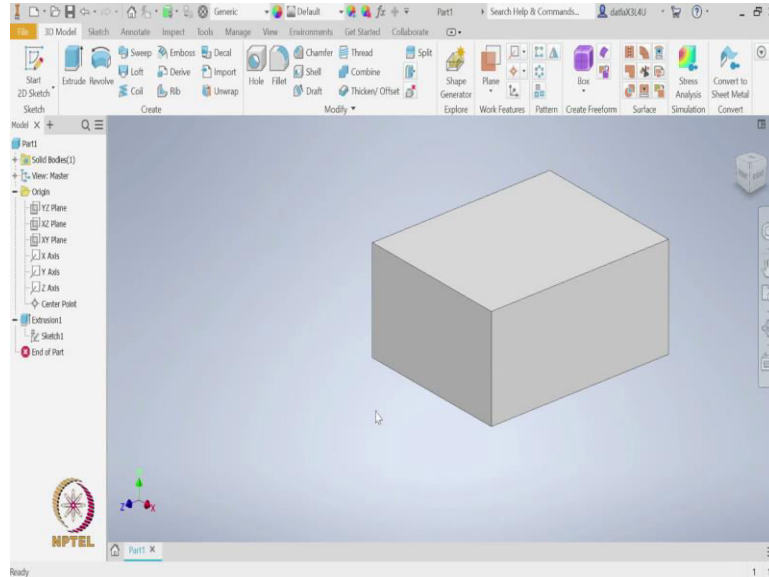 Generic Default fx Part1 Search Help & Commands... datlaX3L4U
File 3D Model Sketch Annotate Inspect Tools Manage View Environments Get Started Collaborate
Start 2D Sketch
Extrude
Revolve
Sweep Emboss Decal
Loft Derive Import
Coil Rib Unwrap
Hole
Fillet
Chamfer Thread Split
Shell Combine
Draft Thicken/ Offset
Shape Generator
Plane
Box
Stress Analysis
Convert to Sheet Metal
Sketch Create Modify Explore Work Features Pattern Create Freeform Surface Simulation Convert
Model X +
Part1
Solid Bodies(1)
View: Master
Origin
YZ Plane
XZ Plane
XY Plane
X Axis
Y Axis
Z Axis
Center Point
Extrusion1
Sketch1
End of Part
Z X
NPTEL
Part1 X
Ready 1